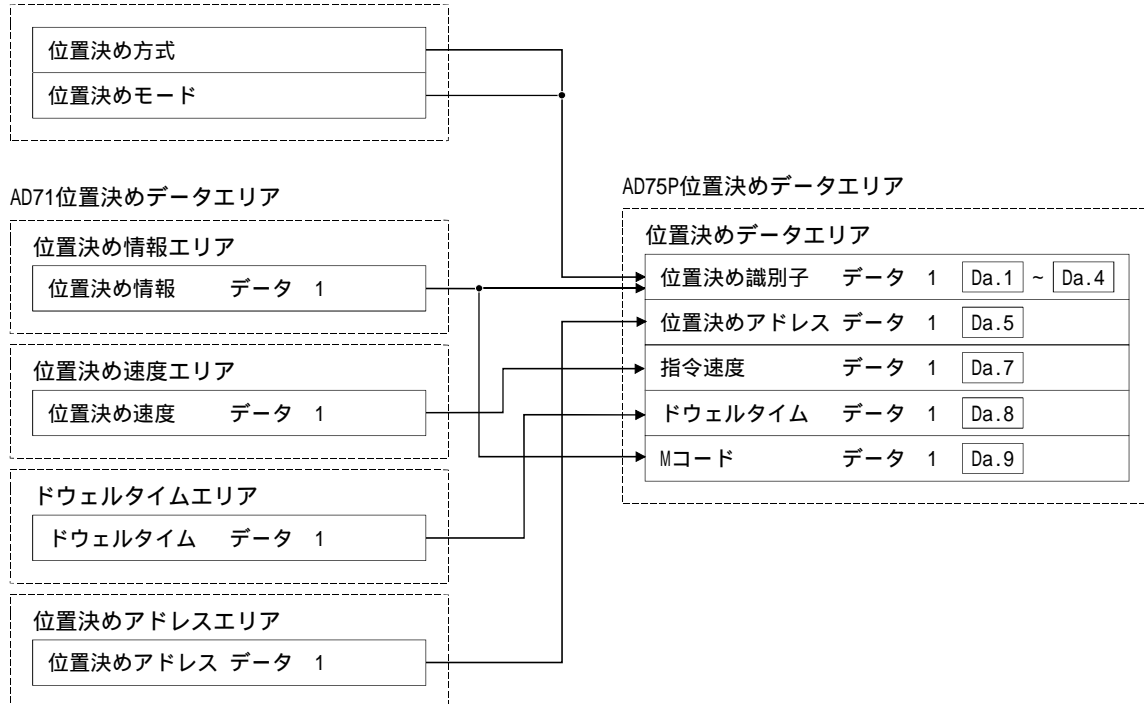 位置決め方式
位置決めモード
AD71位置決めデータエリア
位置決め情報エリア
位置決め情報 データ 1
位置決め速度エリア
位置決め速度 データ 1
ドウェルタイムエリア
ドウェルタイム データ 1
位置決めアドレスエリア
位置決めアドレス データ 1
AD75P位置決めデータエリア
位置決めデータエリア
位置決め識別子 データ 1 Da.1 ~ Da.4
位置決めアドレス データ 1 Da.5
指令速度 データ 1 Da.7
ドウェルタイム データ 1 Da.8
Mコード データ 1 Da.9